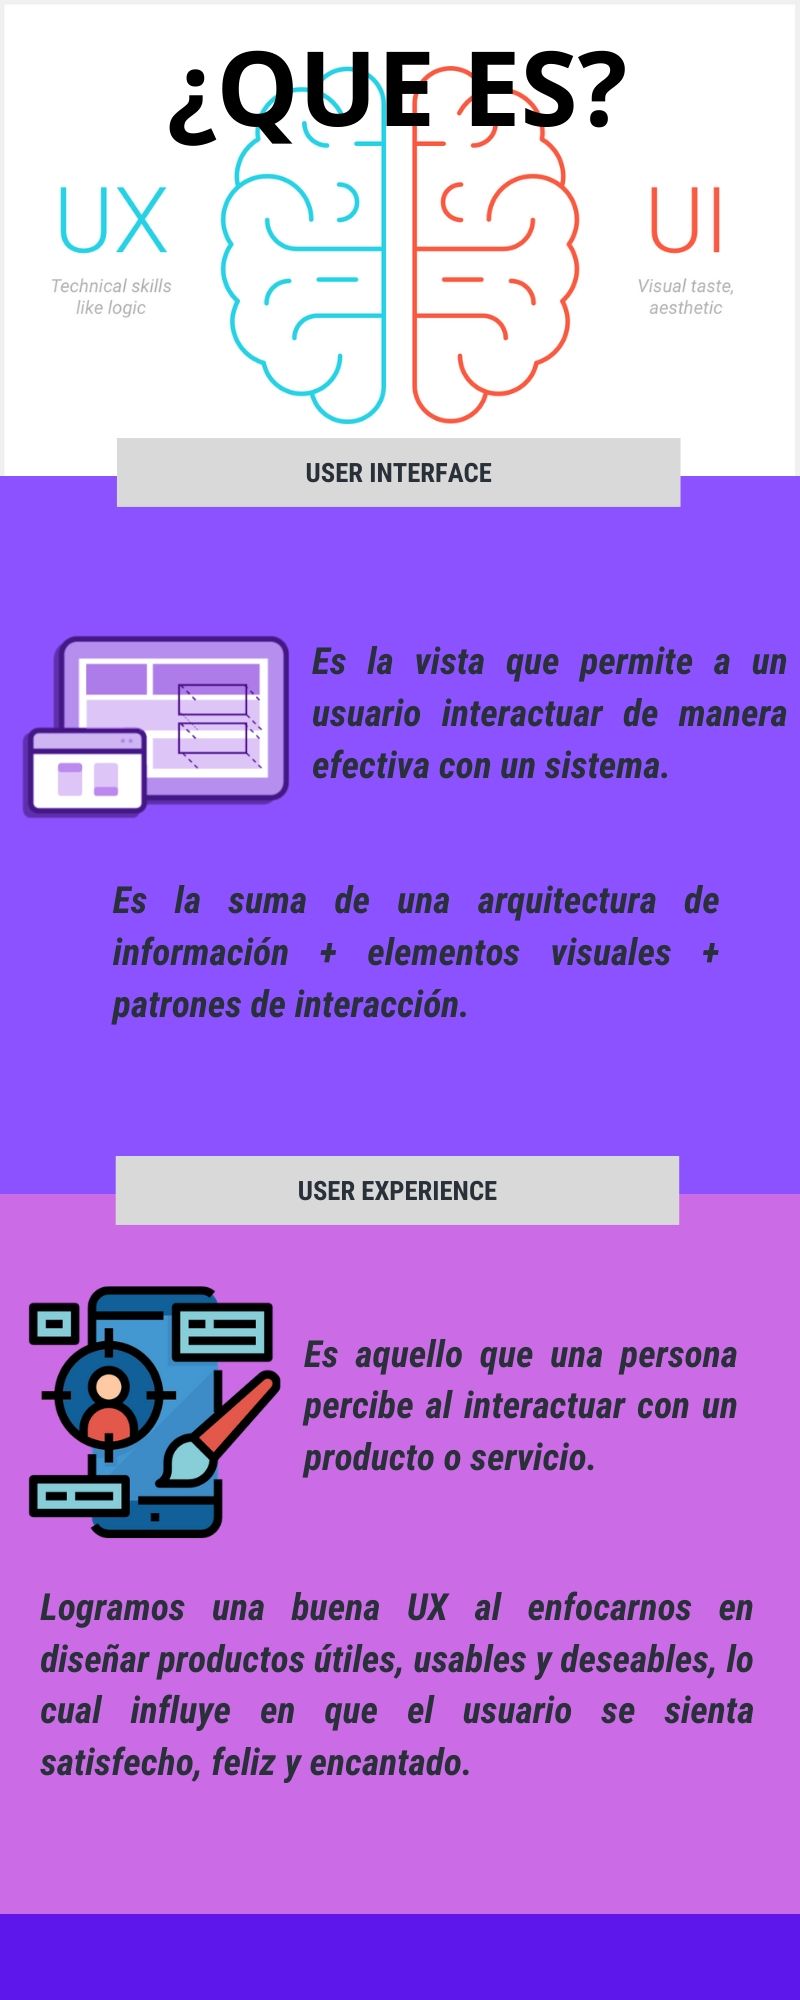 ¿QUE ES?
UX
Technical skills
like logic
UI
Visual taste,
aesthetic
USER INTERFACE
Es la vista que permite a un
usuario interactuar de manera
efectiva con un sistema.
Es la suma de una arquitectura de
información + elementos visuales +
patrones de interacción.
USER EXPERIENCE
Es aquello que una persona
percibe al interactuar con un
producto o servicio.
Logramos una buena UX al enfocarnos en
diseñar productos útiles, usables y deseables, lo
cual influye en que el usuario se sienta
satisfecho, feliz y encantado.